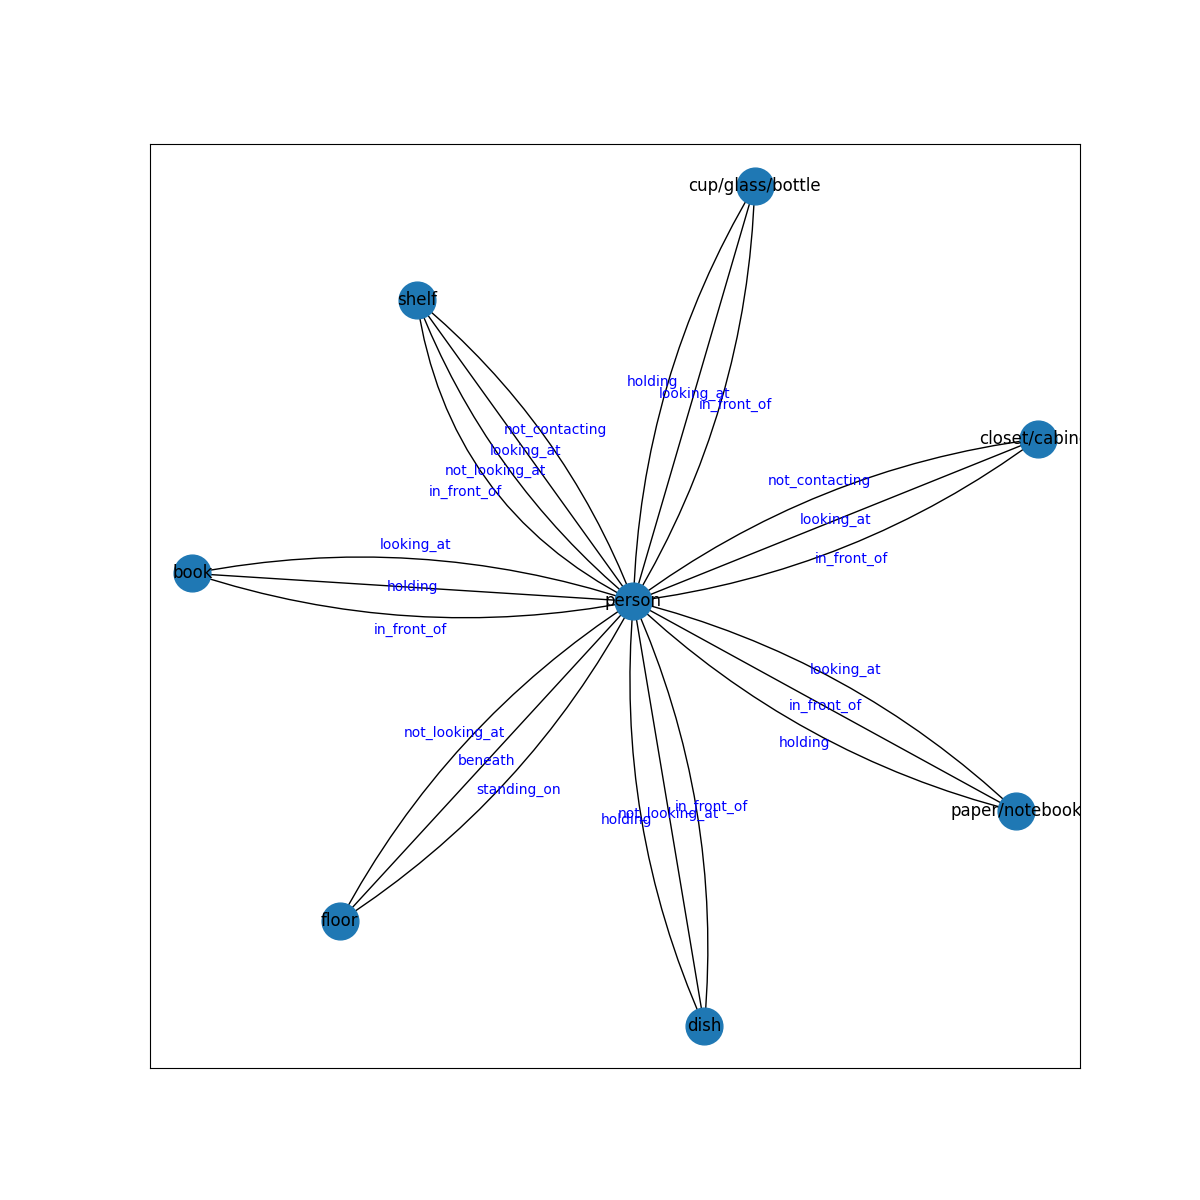 cup/glass/bottle
shelf
holding
looking_at
in_front_of
not_contacting
closet/cabin
looking_at
not_looking_at
not_contacting
in_front_of
looking_at
looking_at
in_front_of
book
holding
person
in_front_of
looking_at
in_front_of
not_looking_at
holding
beneath
standing_on
in_front_of
not_looking_at
holding
paper/notebook
floor
dish